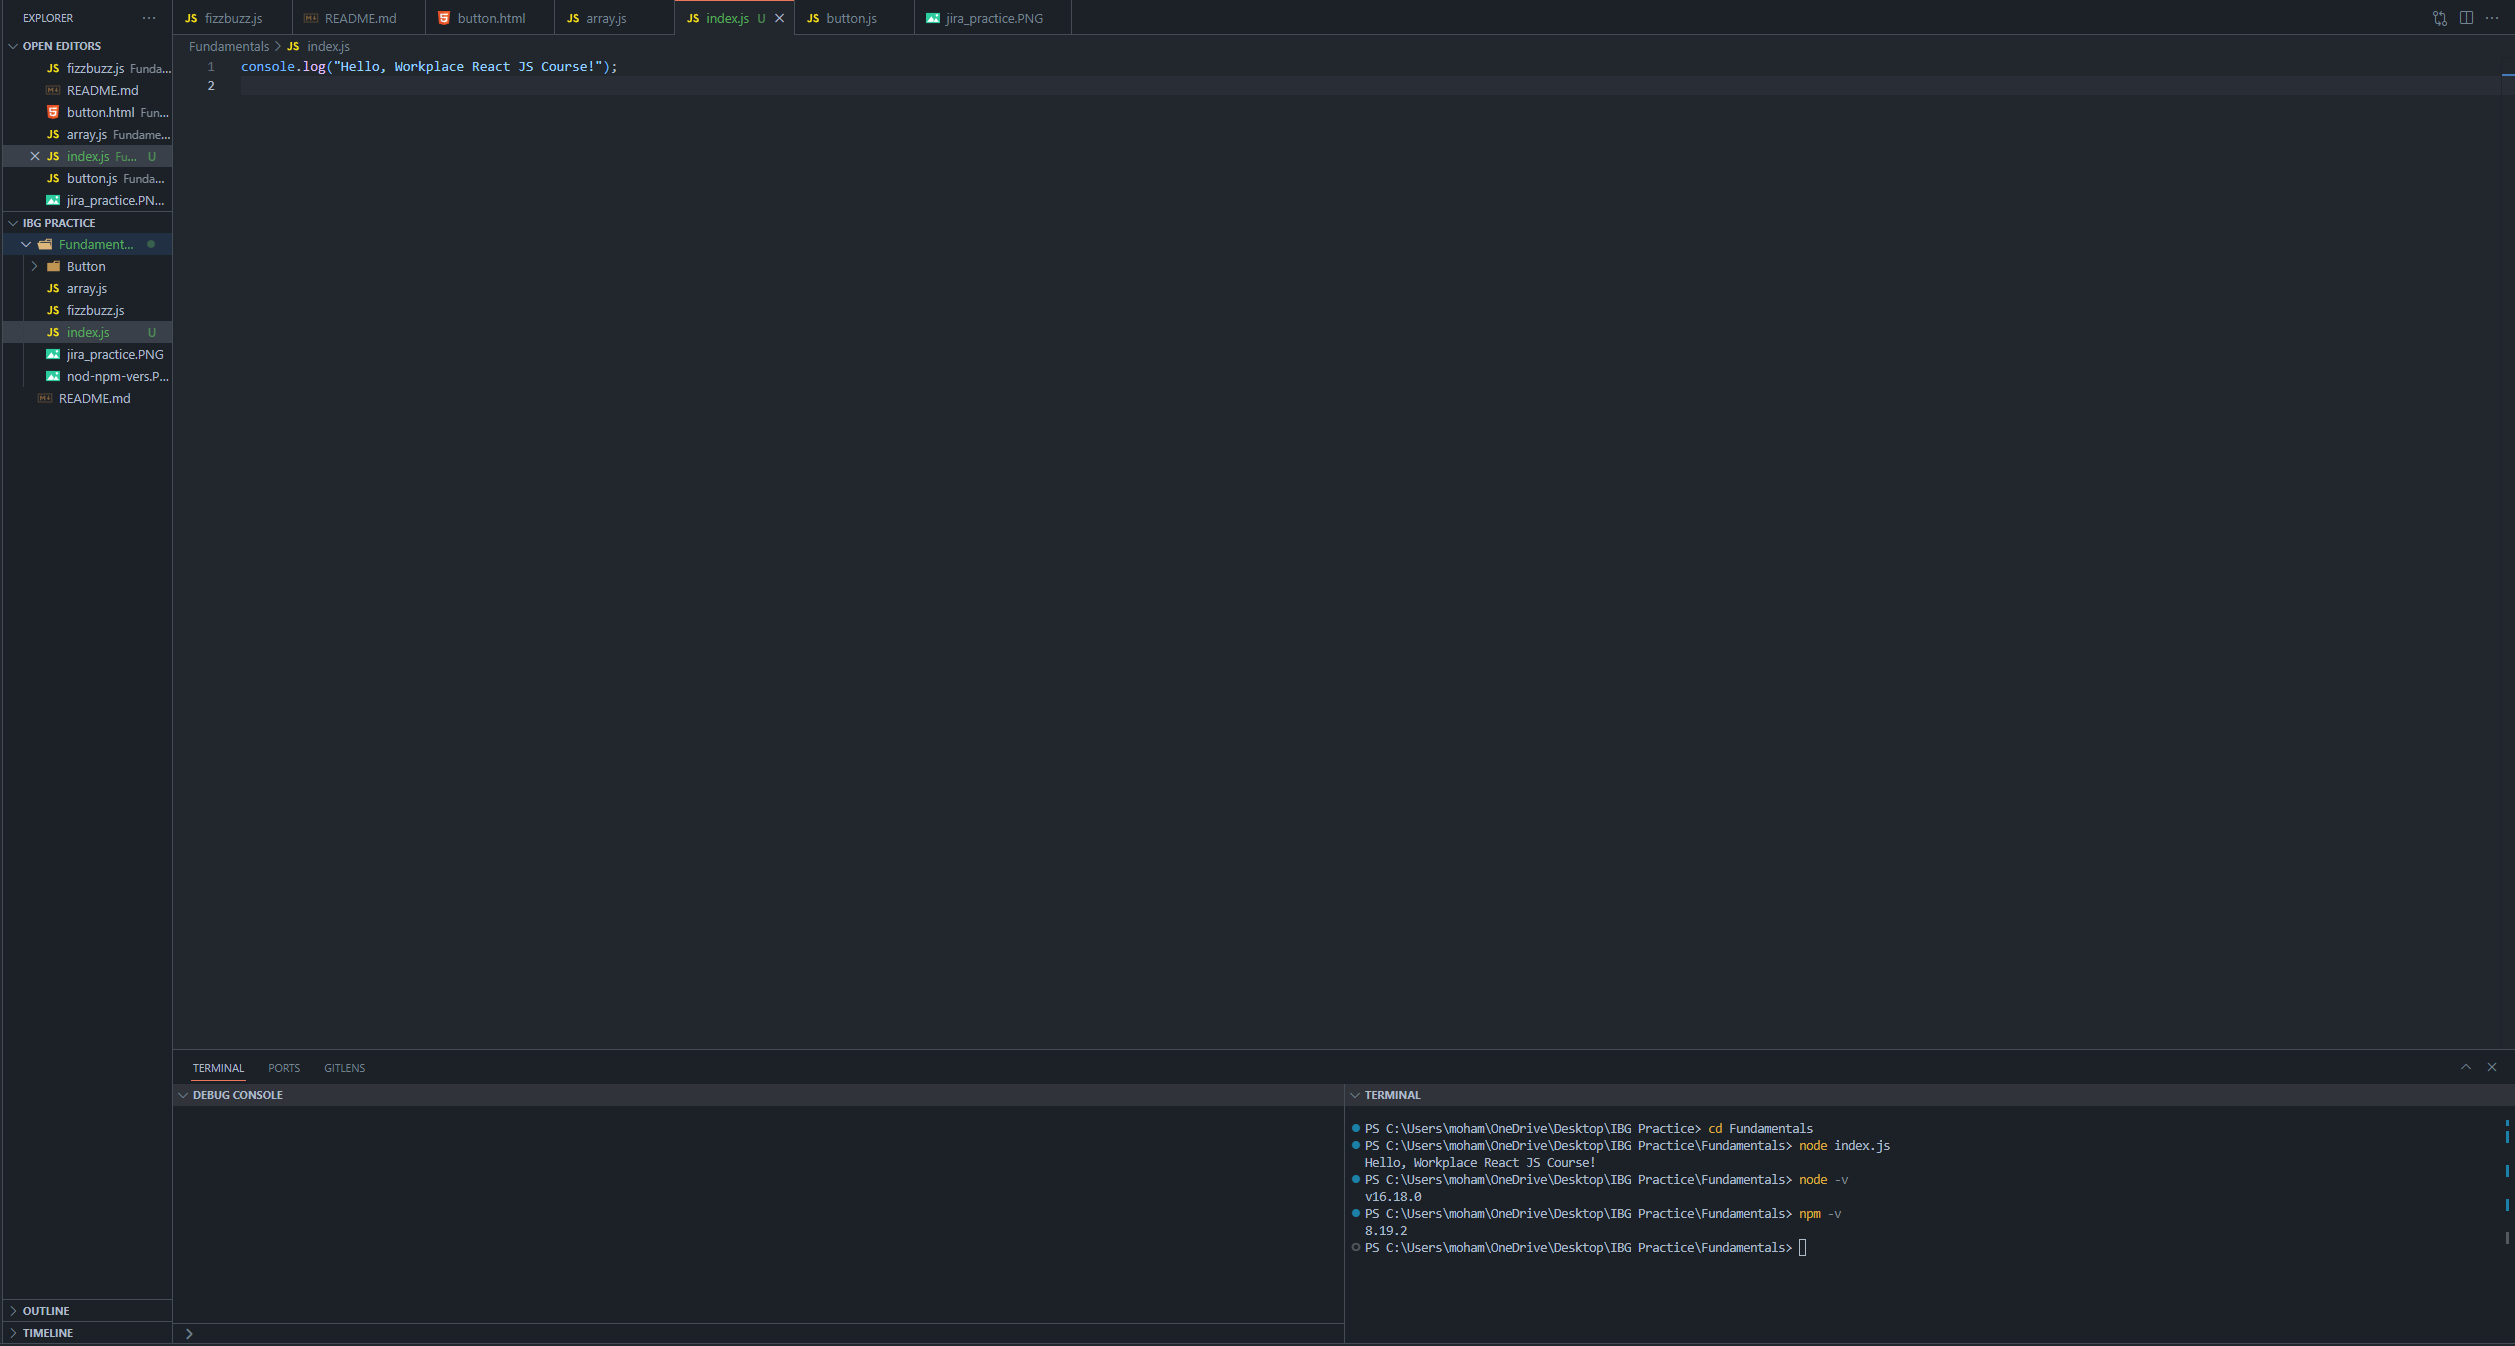 EXPLORER
OPEN EDITORS
JS fizzbuzz.js Funda...
README.md
button.html Fun...
JS array.js Fundame...
JS index.js Fu... U
JS button.js Funda...
jira_practice.PN...
IBG PRACTICE
Fundament...
Button
JS array.js
JS fizzbuzz.js
JS index.js U
jira_practice.PNG
nod-npm-vers.P...
README.md
OUTLINE
TIMELINE
JS fizzbuzz.js README.md button.html JS array.js JS index.js U JS button.js jira_practice.PNG
Fundamentals > JS index.js
1 console.log("Hello, Workplace React JS Course!");
2
TERMINAL PORTS GITLENS
DEBUG CONSOLE
TERMINAL
PS C:\Users\moham\OneDrive\Desktop\IBG Practice> cd Fundamentals
PS C:\Users\moham\OneDrive\Desktop\IBG Practice\Fundamentals> node index.js
Hello, Workplace React JS Course!
PS C:\Users\moham\OneDrive\Desktop\IBG Practice\Fundamentals> node -v
v16.18.0
PS C:\Users\moham\OneDrive\Desktop\IBG Practice\Fundamentals> npm -v
8.19.2
PS C:\Users\moham\OneDrive\Desktop\IBG Practice\Fundamentals>